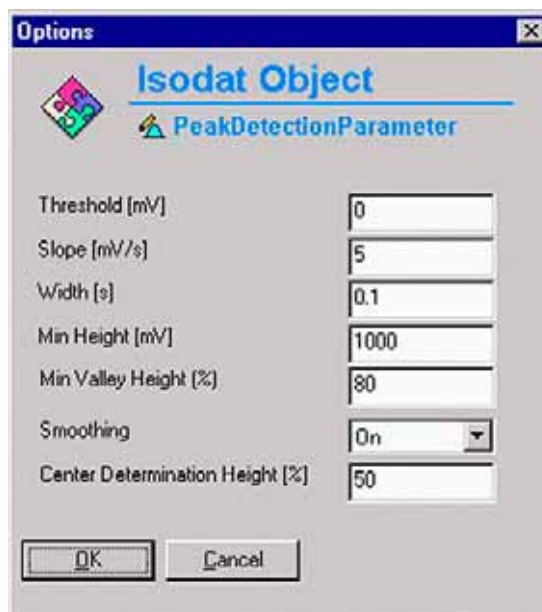 Options
Isodat Object
PeakDetectionParameter
Threshold [mV] 0
Slope [mV/s] 5
Width [s] 0.1
Min Height [mV] 1000
Min Valley Height [%] 80
Smoothing On
Center Determination Height [%] 50
OK Cancel